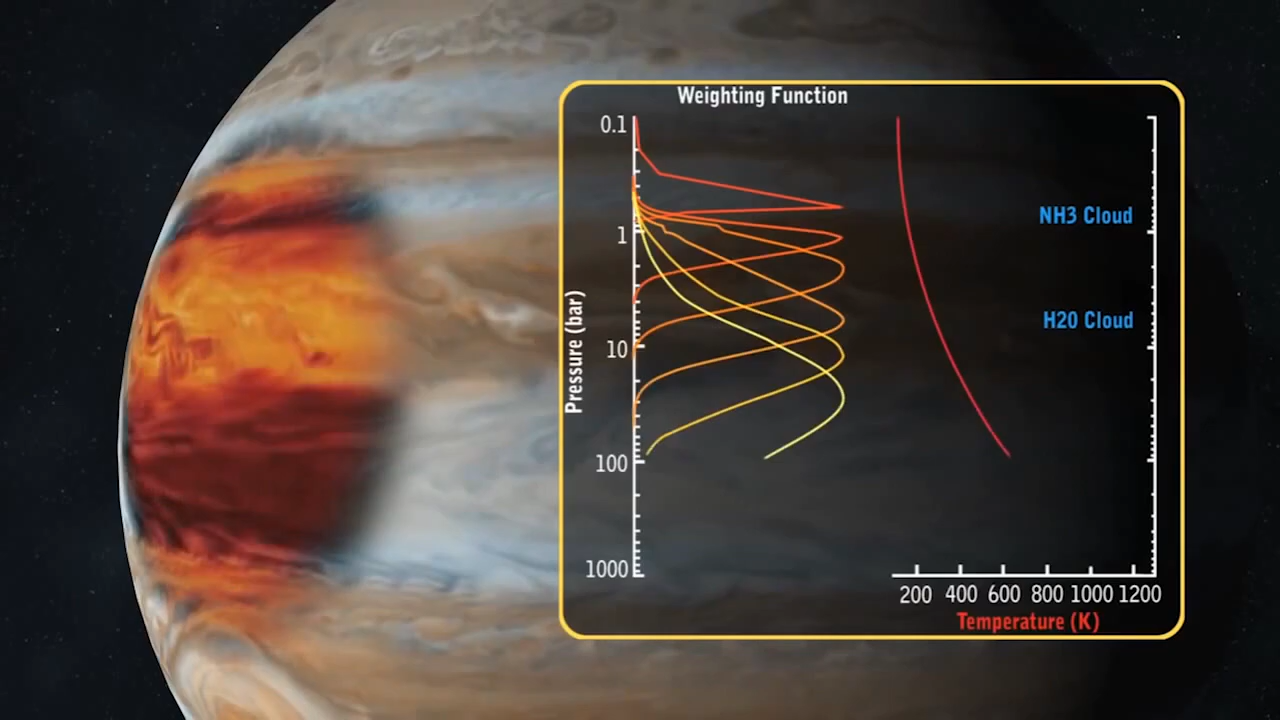 Weighting Function
0.1
1
10
100
1000
Pressure (bar)
NH3 Cloud
H20 Cloud
200 400 600 800 1000 1200
Temperature (K)